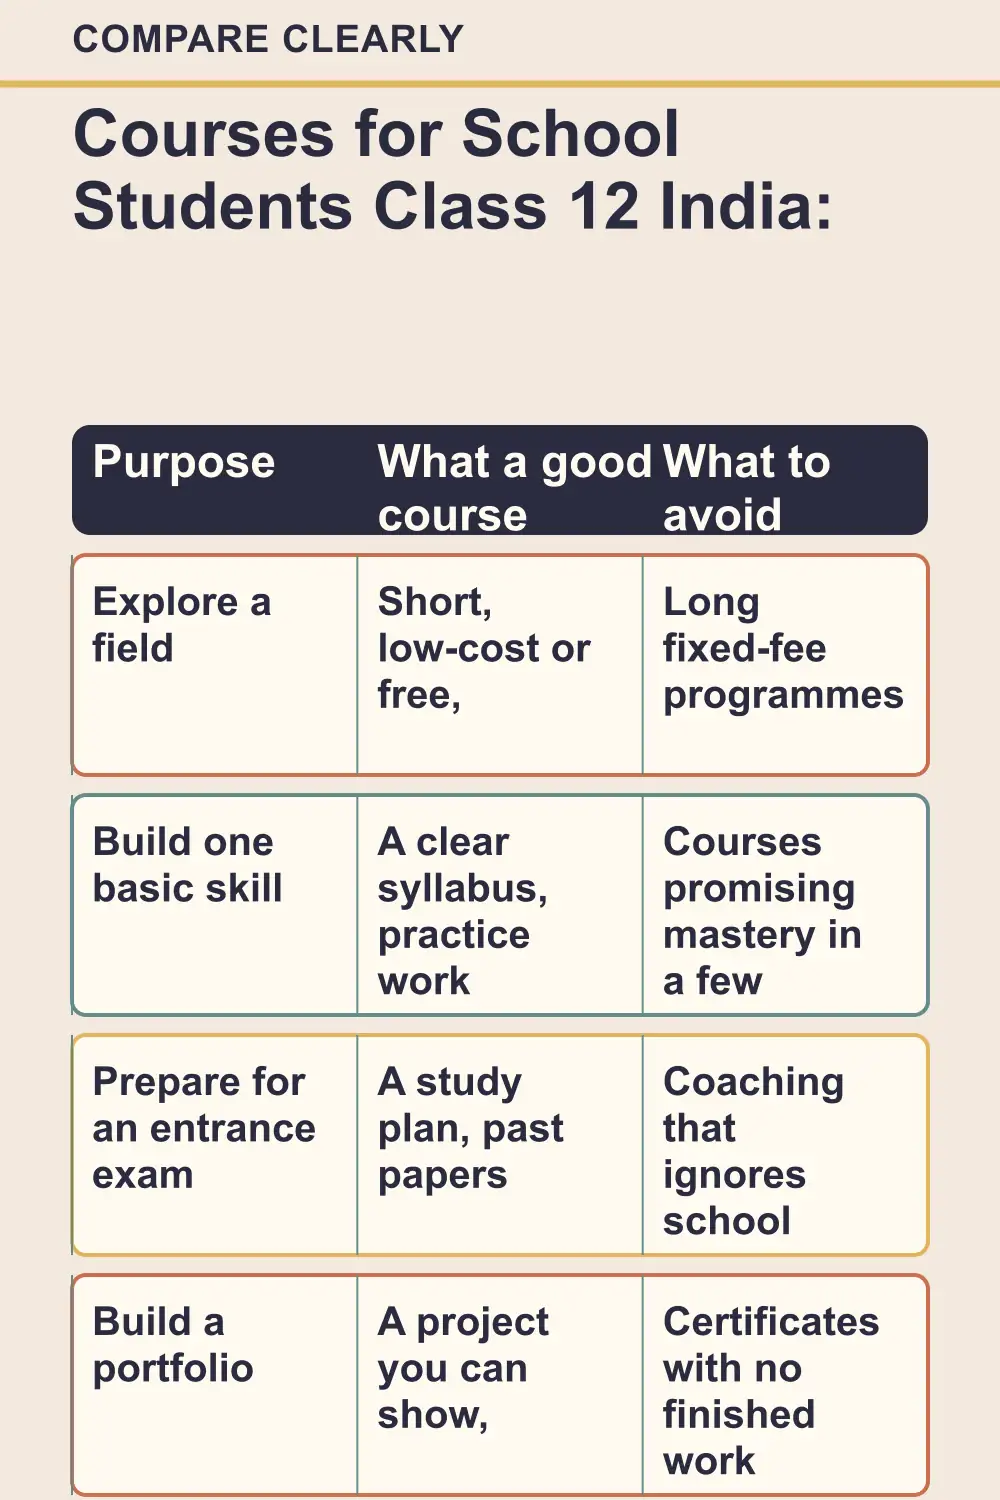 COMPARE CLEARLY
Courses for School
Students Class 12 India:
Purpose
What a good
course
What to
avoid
Explore a
field
Short,
low-cost or
free,
Long
fixed-fee
programmes
Build one
basic skill
A clear
syllabus,
practice
work
Courses
promising
mastery in
a few
Prepare for
an entrance
exam
A study
plan, past
papers
Coaching
that
ignores
school
Build a
portfolio
A project
you can
show,
Certificates
with no
finished
work